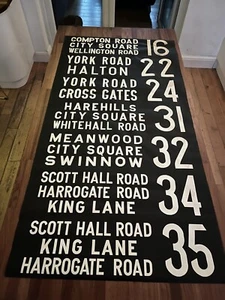 COMPTON ROAD
CITY SQUARE 16
WELLINGTON ROAD
YORK ROAD
HALTON 22
YORK ROAD
CROSS GATES 24
HAREHILLS
CITY SQUARE 31
WHITEHALL ROAD
MEANWOOD
CITY SQUARE 32
SWINNOW
SCOTT HALL ROAD
HARROGATE ROAD 34
KING LANE
SCOTT HALL ROAD
KING LANE 35
HARROGATE ROAD